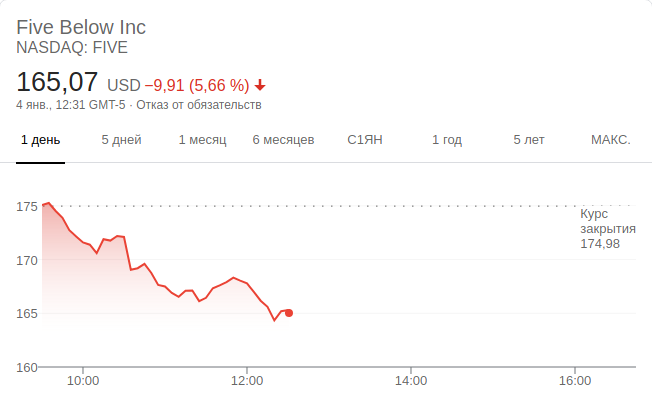 Five Below Inc
NASDAQ: FIVE
165,07 USD −9,91 (5,66 %)
4 янв., 12:31 GMT-5 · Отказ от обязательств
1 день 5 дней 1 месяц 6 месяцев С1ЯН 1 год 5 лет МАКС.
175
Курс
закрытия
174,98
170
165
160
10:00 12:00 14:00 16:00